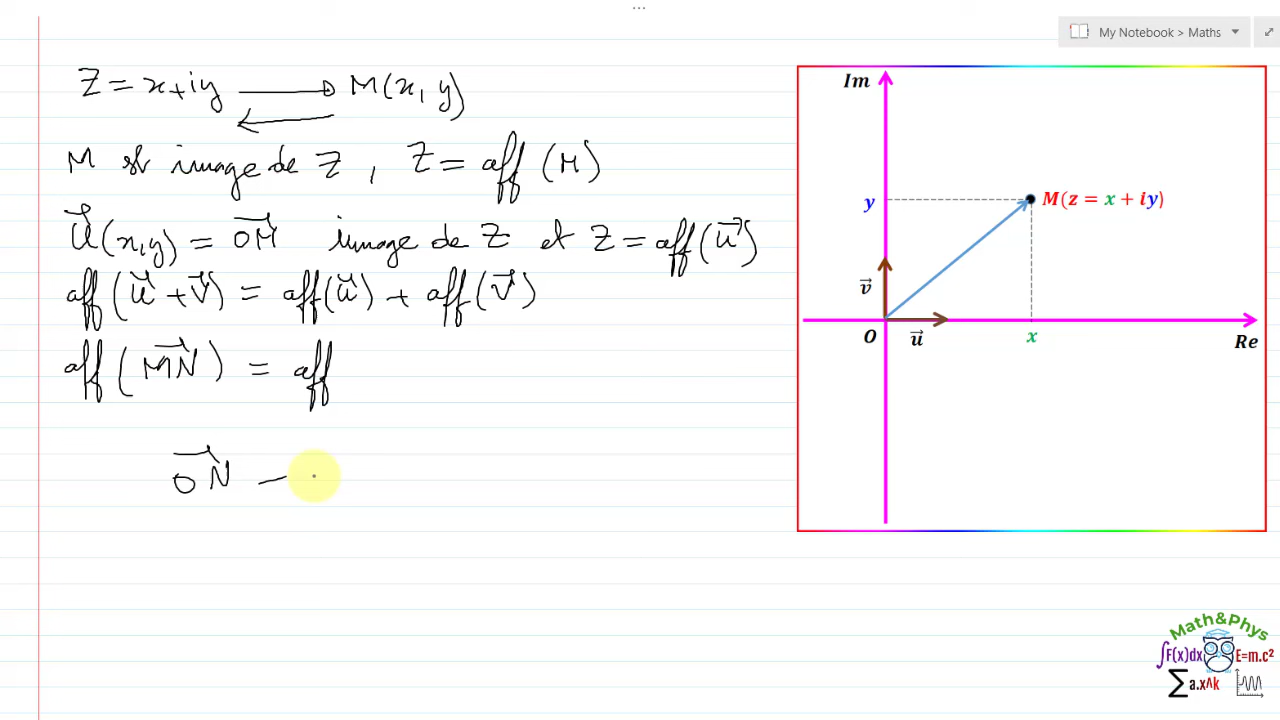 ...
My Notebook > Maths
Z = x+iy ⟶ M(x, y)
⟵
M est image de Z , Z = aff (M)
U⃗(x,y) = OM⃗ image de Z et Z = aff(U⃗)
aff(U⃗ + V⃗) = aff(U⃗) + aff(V⃗)
aff(MN⃗) = aff
ON⃗ –
Im
y
M(z = x + iy)
v⃗
O
u⃗
x
Re
Math&Phys
∫F(x)dx
E=m.c²
∑ a.x^k